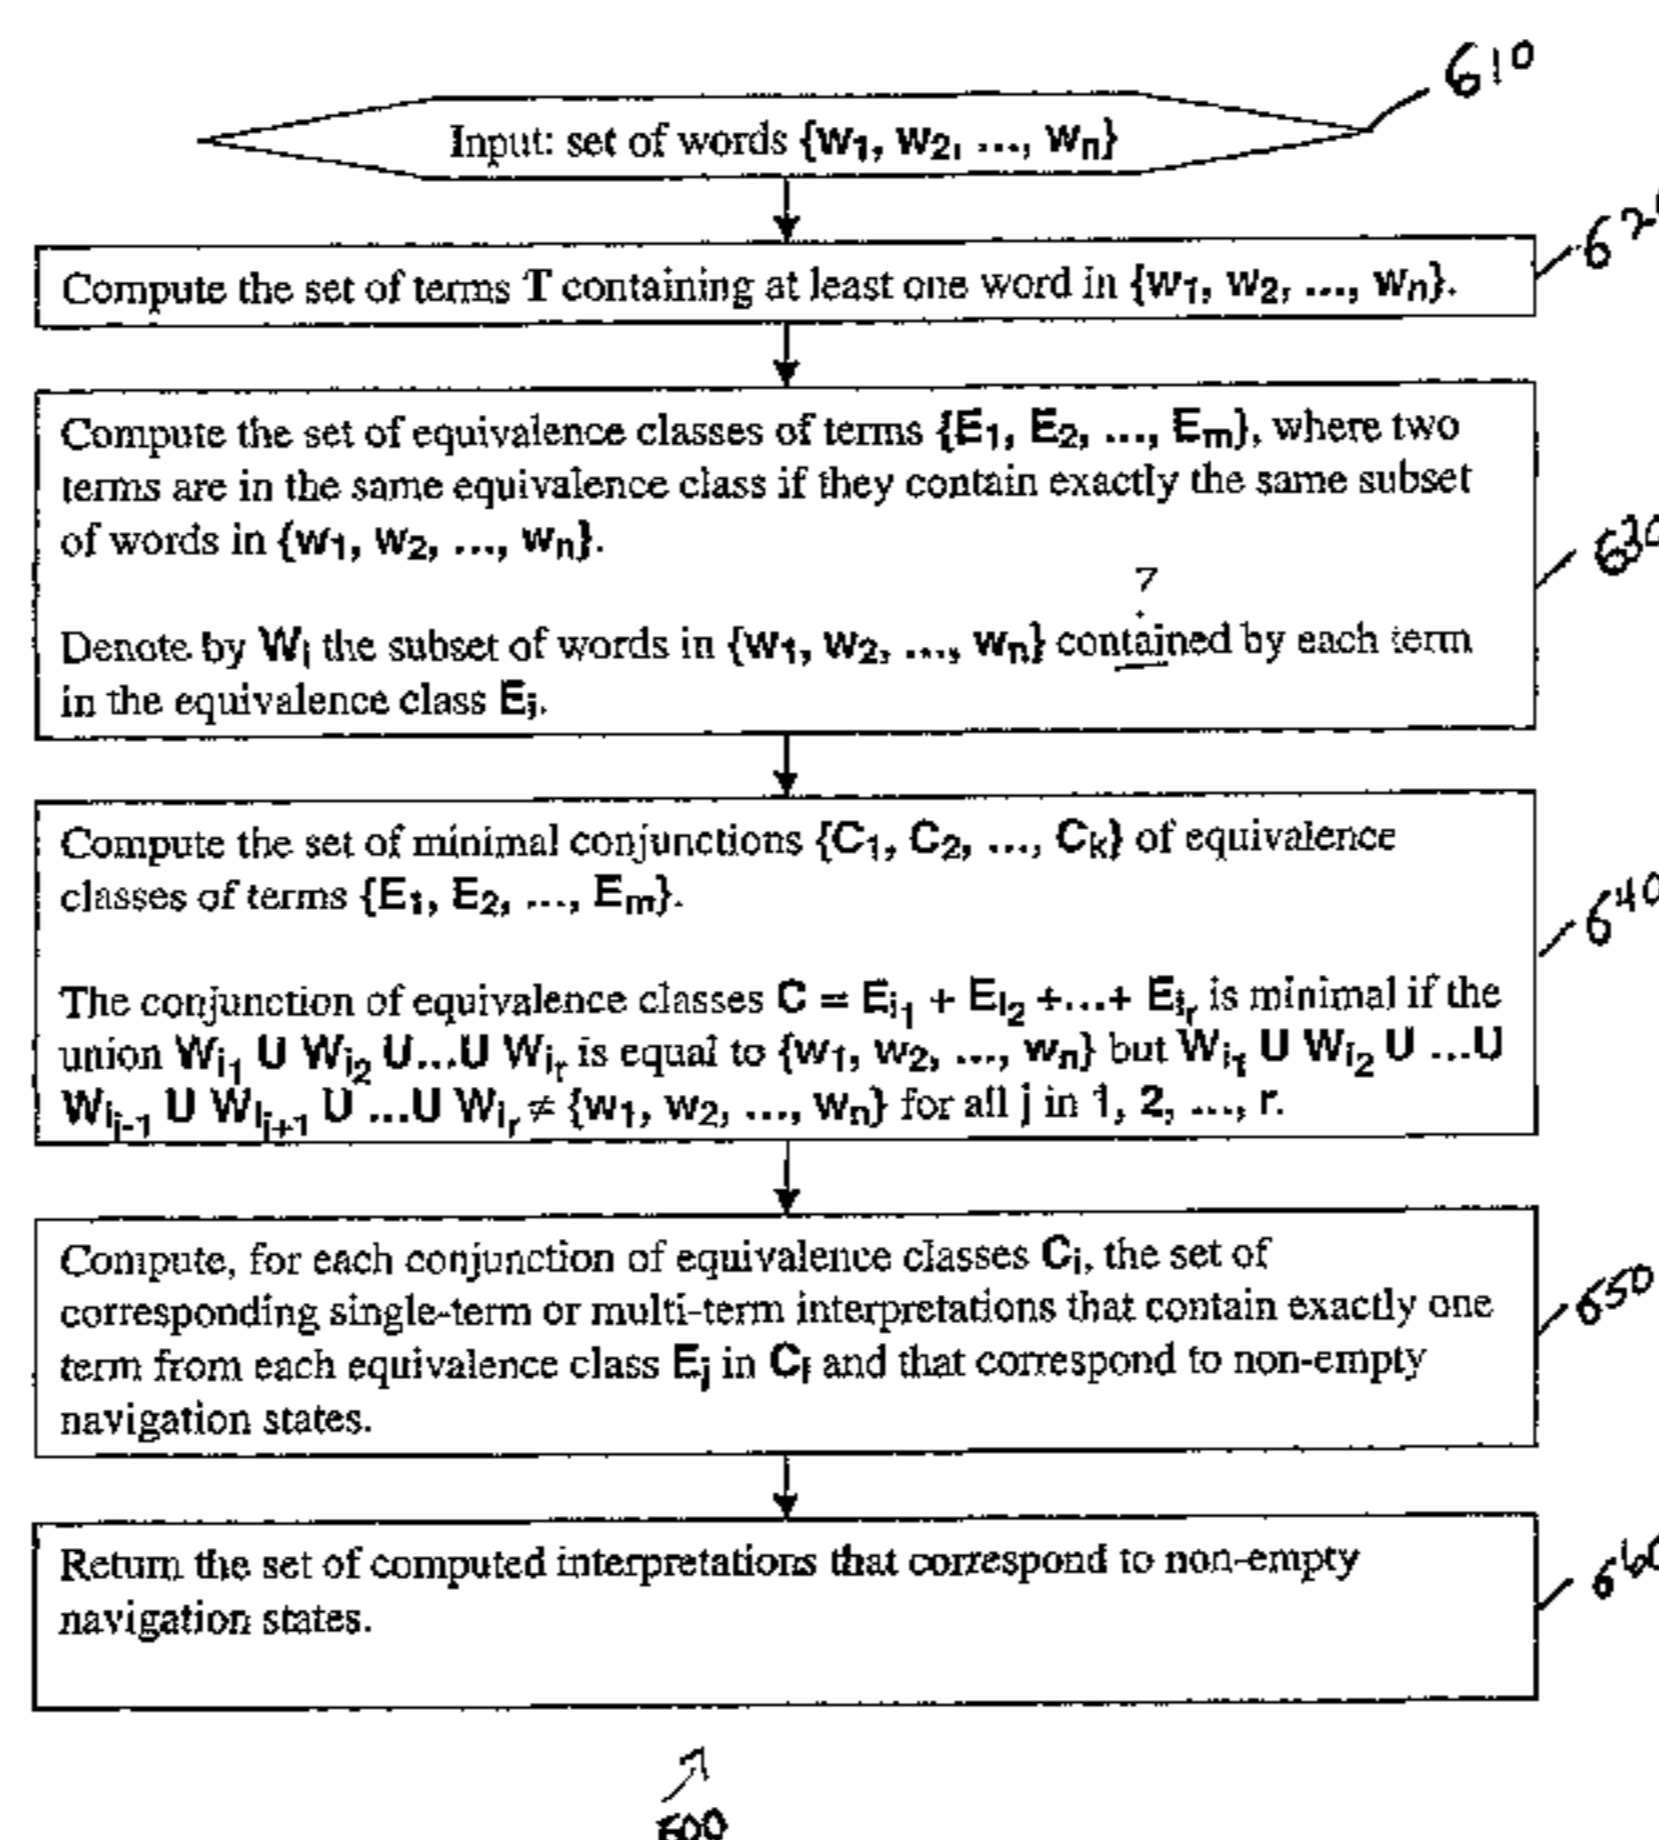 610
Input: set of words {w1, w2, ..., wn}
62
Compute the set of terms T containing at least one word in {w1, w2, ..., wn}.
Compute the set of equivalence classes of terms {E1, E2, ..., Em}, where two
terms are in the same equivalence class if they contain exactly the same subset
of words in {w1, w2, ..., wn}.
630
?
Denote by Wi the subset of words in {w1, w2, ..., wn} contained by each term
in the equivalence class Ei.
Compute the set of minimal conjunctions {C1, C2, ..., Ck} of equivalence
classes of terms {E1, E2, ..., Em}.
640
The conjunction of equivalence classes C = Ei1 + Ei2 +...+ Eir is minimal if the
union Wi1 U Wi2 U...U Wir is equal to {w1, w2, ..., wn} but Wi1 U Wi2 U ...U
Wij-1 U Wij+1 U ...U Wir ≠ {w1, w2, ..., wn} for all j in 1, 2, ..., r.
Compute, for each conjunction of equivalence classes Ci, the set of
corresponding single-term or multi-term interpretations that contain exactly one
term from each equivalence class Ej in Ci and that correspond to non-empty
navigation states.
650
Return the set of computed interpretations that correspond to non-empty
navigation states.
660
600